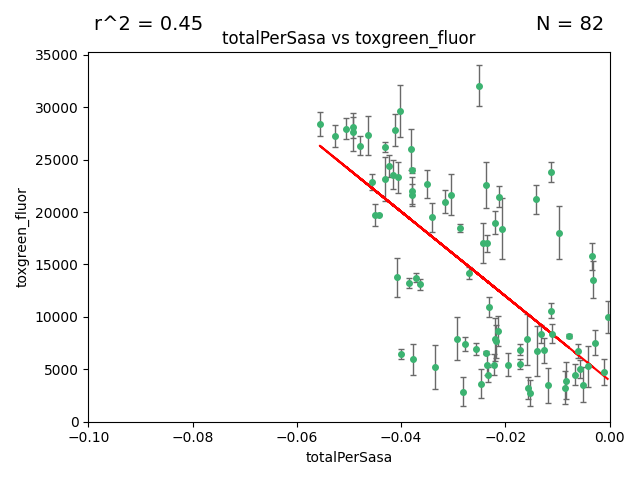 r^2 = 0.45
N = 82
totalPerSasa vs toxgreen_fluor
35000
30000
25000
20000
15000
10000
5000
0
toxgreen_fluor
−0.10
−0.08
−0.06
−0.04
−0.02
0.00
totalPerSasa